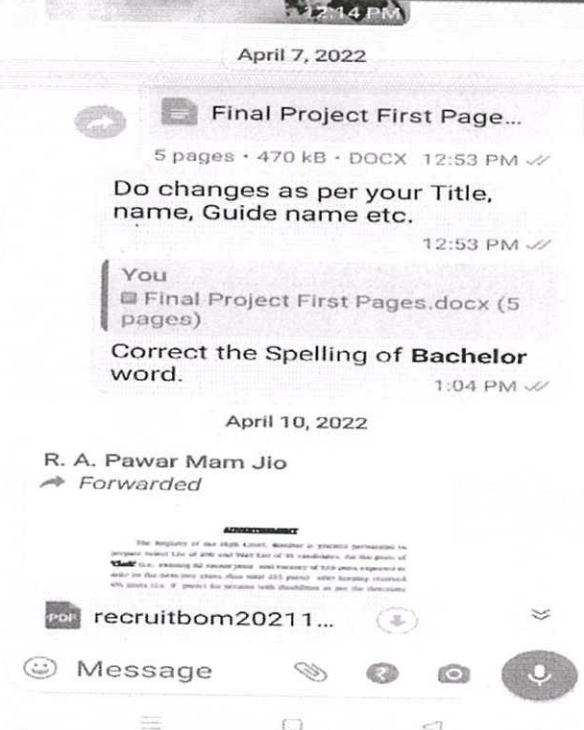 12:14 PM
April 7, 2022
Final Project First Page...
5 pages · 470 kB · DOCX 12:53 PM
Do changes as per your Title,
name, Guide name etc.
12:53 PM
You
Final Project First Pages.docx (5
pages)
Correct the Spelling of Bachelor
word.
1:04 PM
April 10, 2022
R. A. Pawar Mam Jio
Forwarded
ADVERTISEMENT
PDF
recruitbom20211...
Message